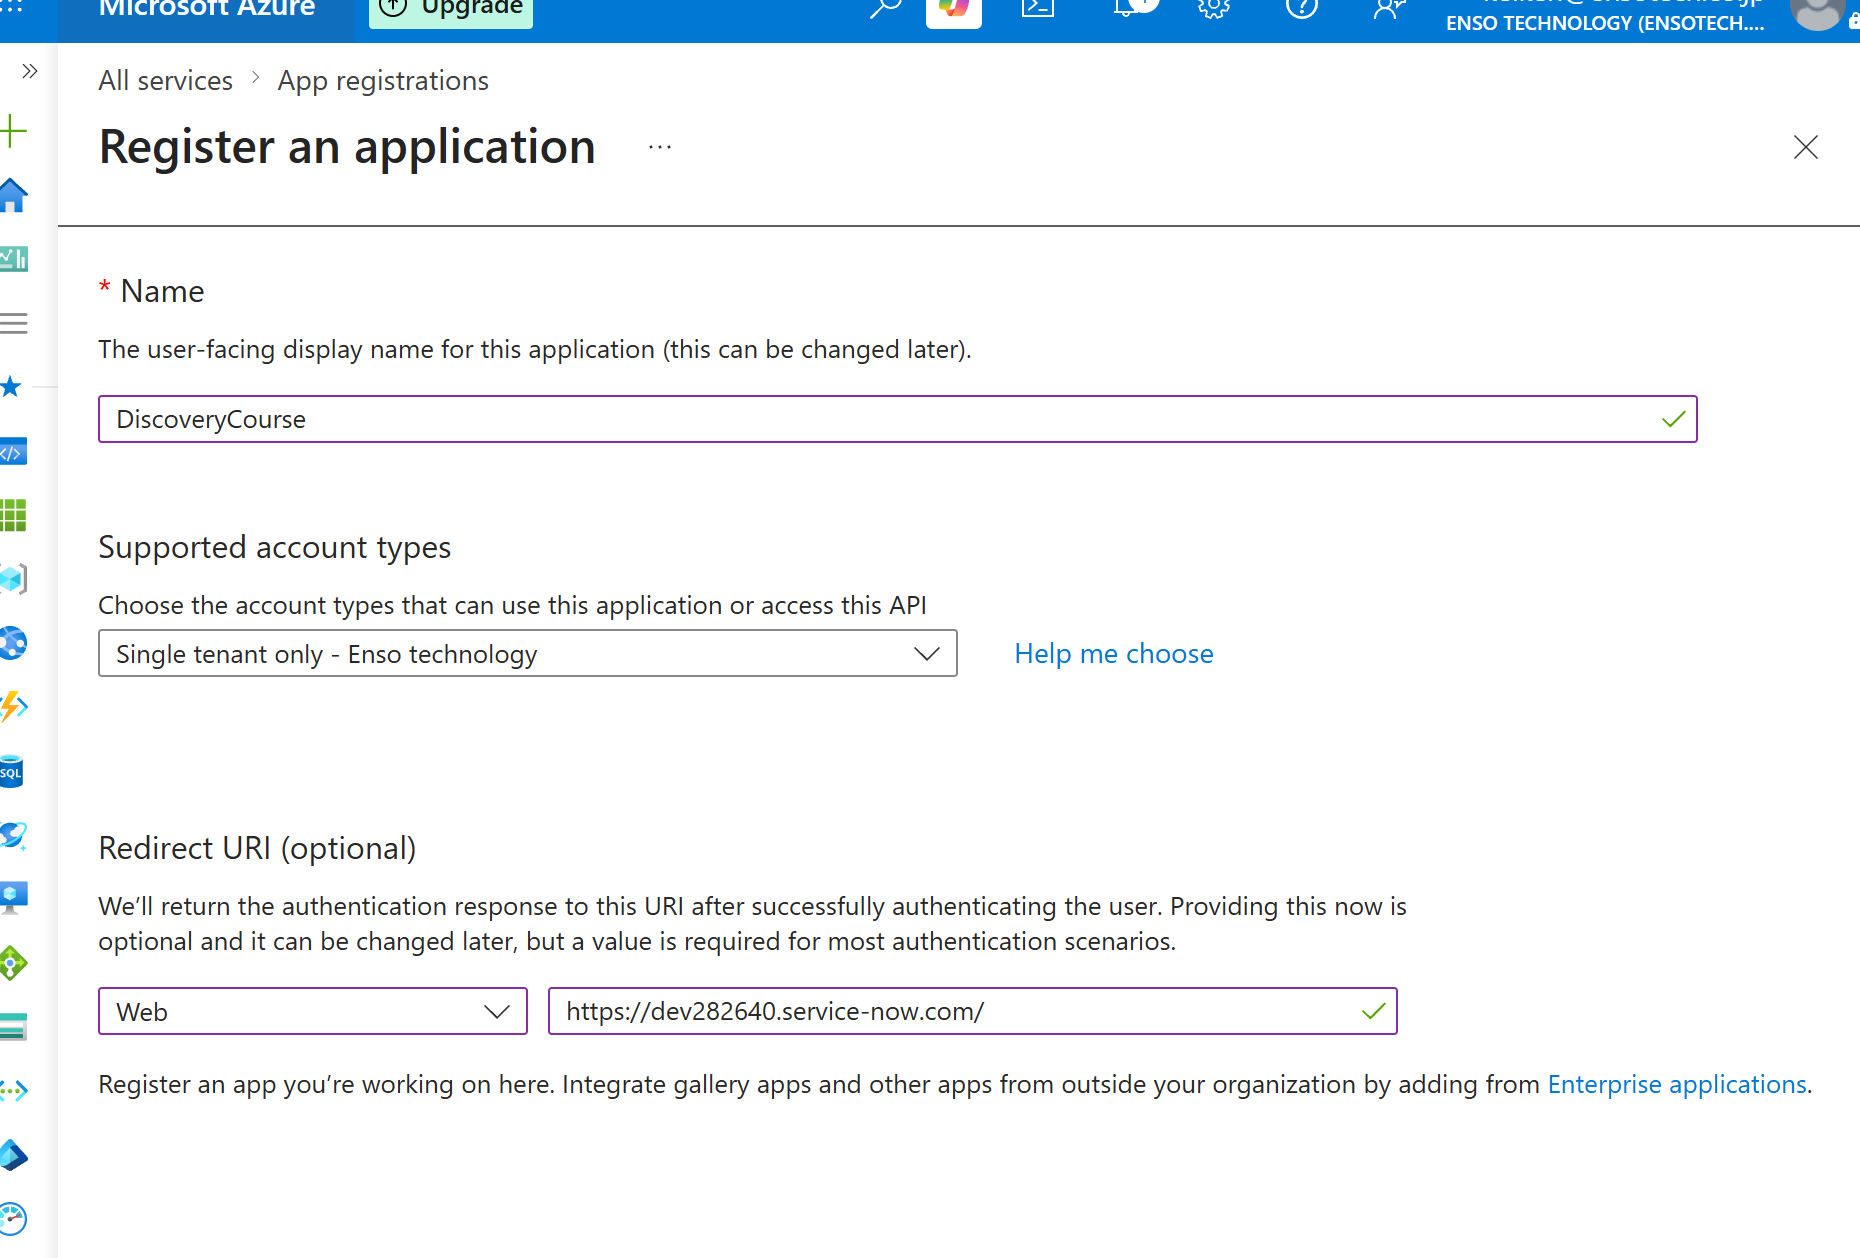 Microsoft Azure
Upgrade
ENSO TECHNOLOGY (ENSOTECH....
All services > App registrations
Register an application ...
* Name
The user-facing display name for this application (this can be changed later).
DiscoveryCourse
Supported account types
Choose the account types that can use this application or access this API
Single tenant only - Enso technology
Help me choose
Redirect URI (optional)
We’ll return the authentication response to this URI after successfully authenticating the user. Providing this now is
optional and it can be changed later, but a value is required for most authentication scenarios.
Web
https://dev282640.service-now.com/
Register an app you’re working on here. Integrate gallery apps and other apps from outside your organization by adding from Enterprise applications.
SQL